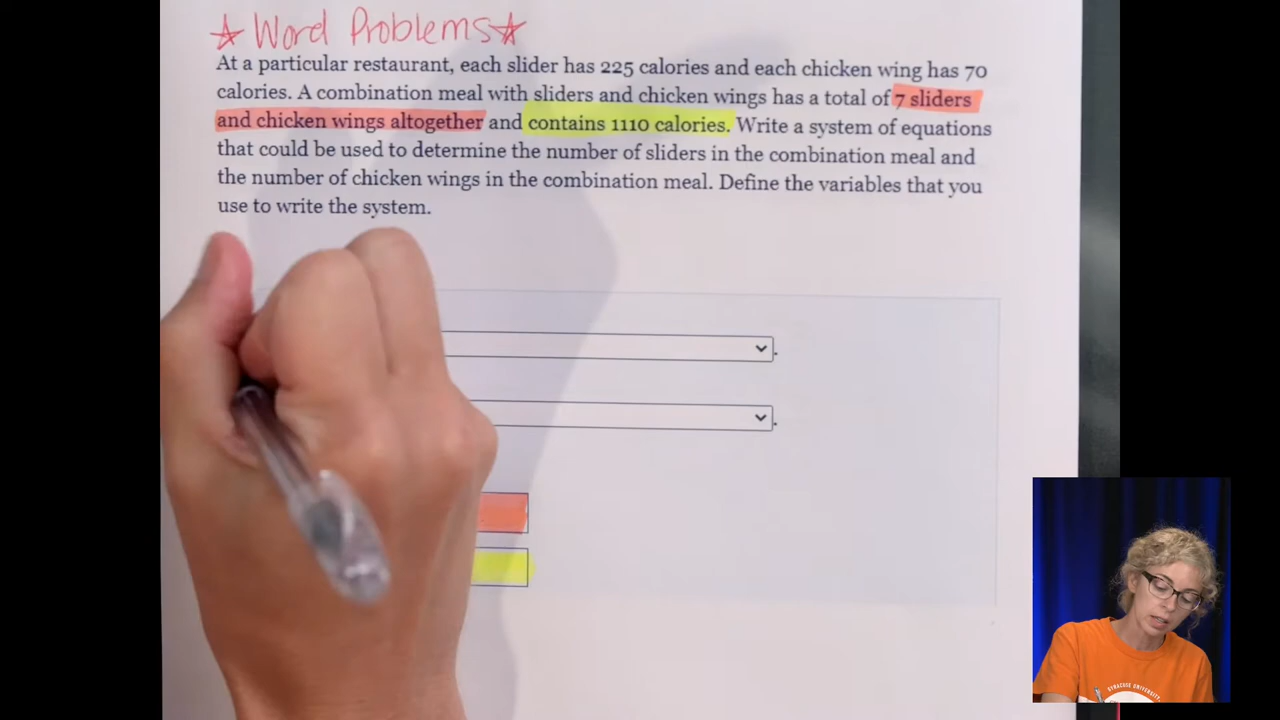 ☆ Word Problems ☆
At a particular restaurant, each slider has 225 calories and each chicken wing has 70
calories. A combination meal with sliders and chicken wings has a total of 7 sliders
and chicken wings altogether and contains 1110 calories. Write a system of equations
that could be used to determine the number of sliders in the combination meal and
the number of chicken wings in the combination meal. Define the variables that you
use to write the system.
.
.
SYRACUSE UNIVERSITY